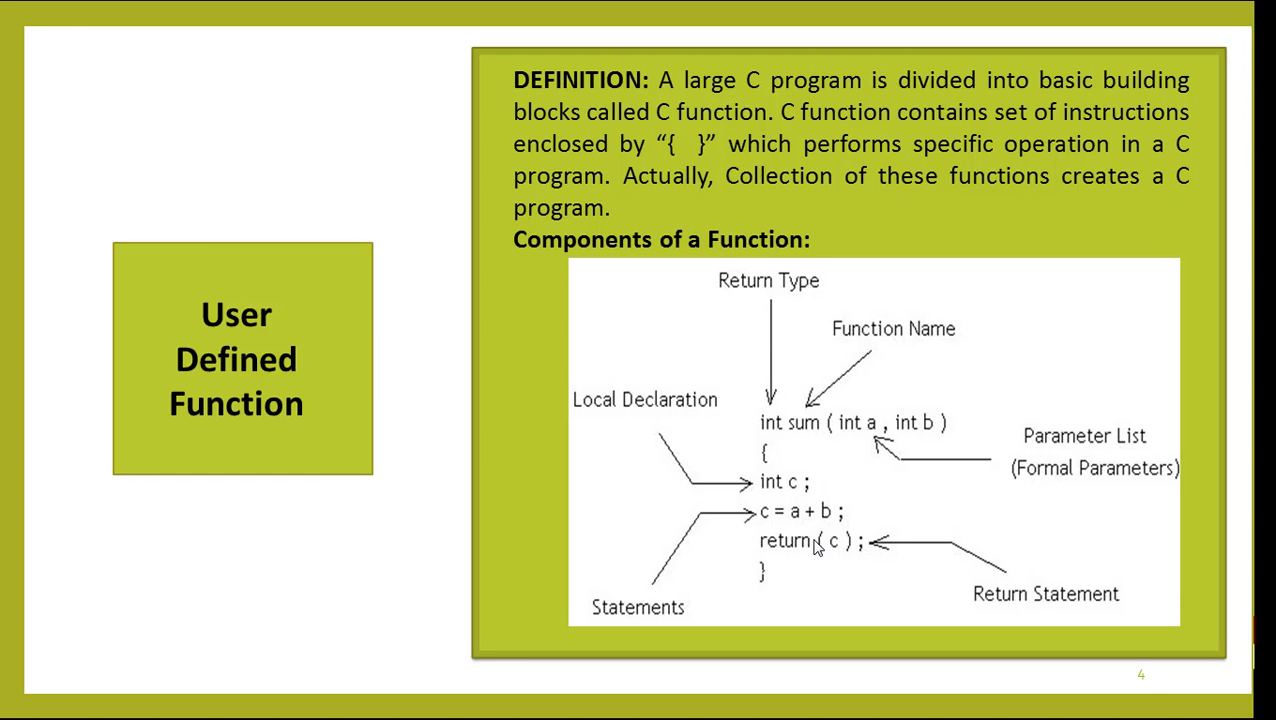 User
Defined
Function
DEFINITION: A large C program is divided into basic building
blocks called C function. C function contains set of instructions
enclosed by “{ }” which performs specific operation in a C
program. Actually, Collection of these functions creates a C
program.
Components of a Function:
Return Type
Function Name
Local Declaration
int sum ( int a , int b )
Parameter List
(Formal Parameters)
{
int c ;
c = a + b ;
return ( c ) ;
}
Return Statement
Statements
4